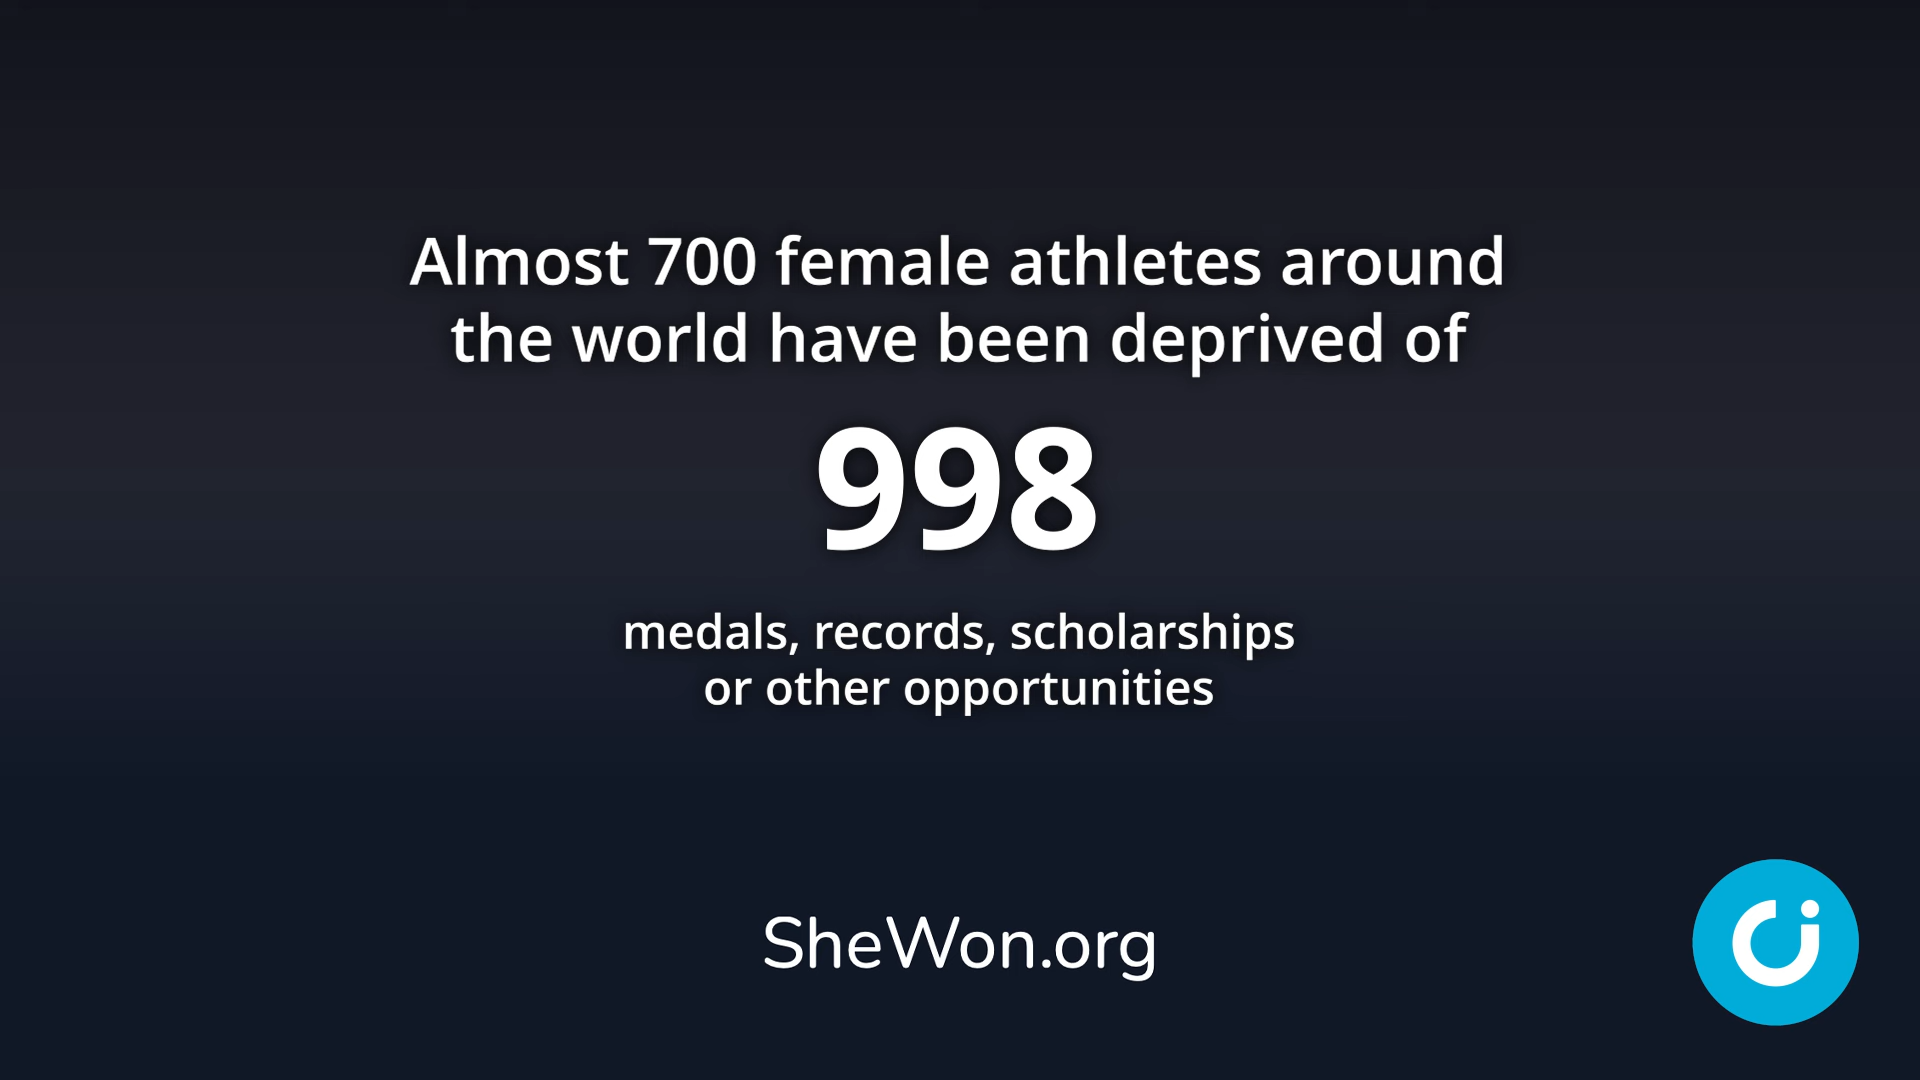 Almost 700 female athletes around
the world have been deprived of
998
medals, records, scholarships
or other opportunities
SheWon.org